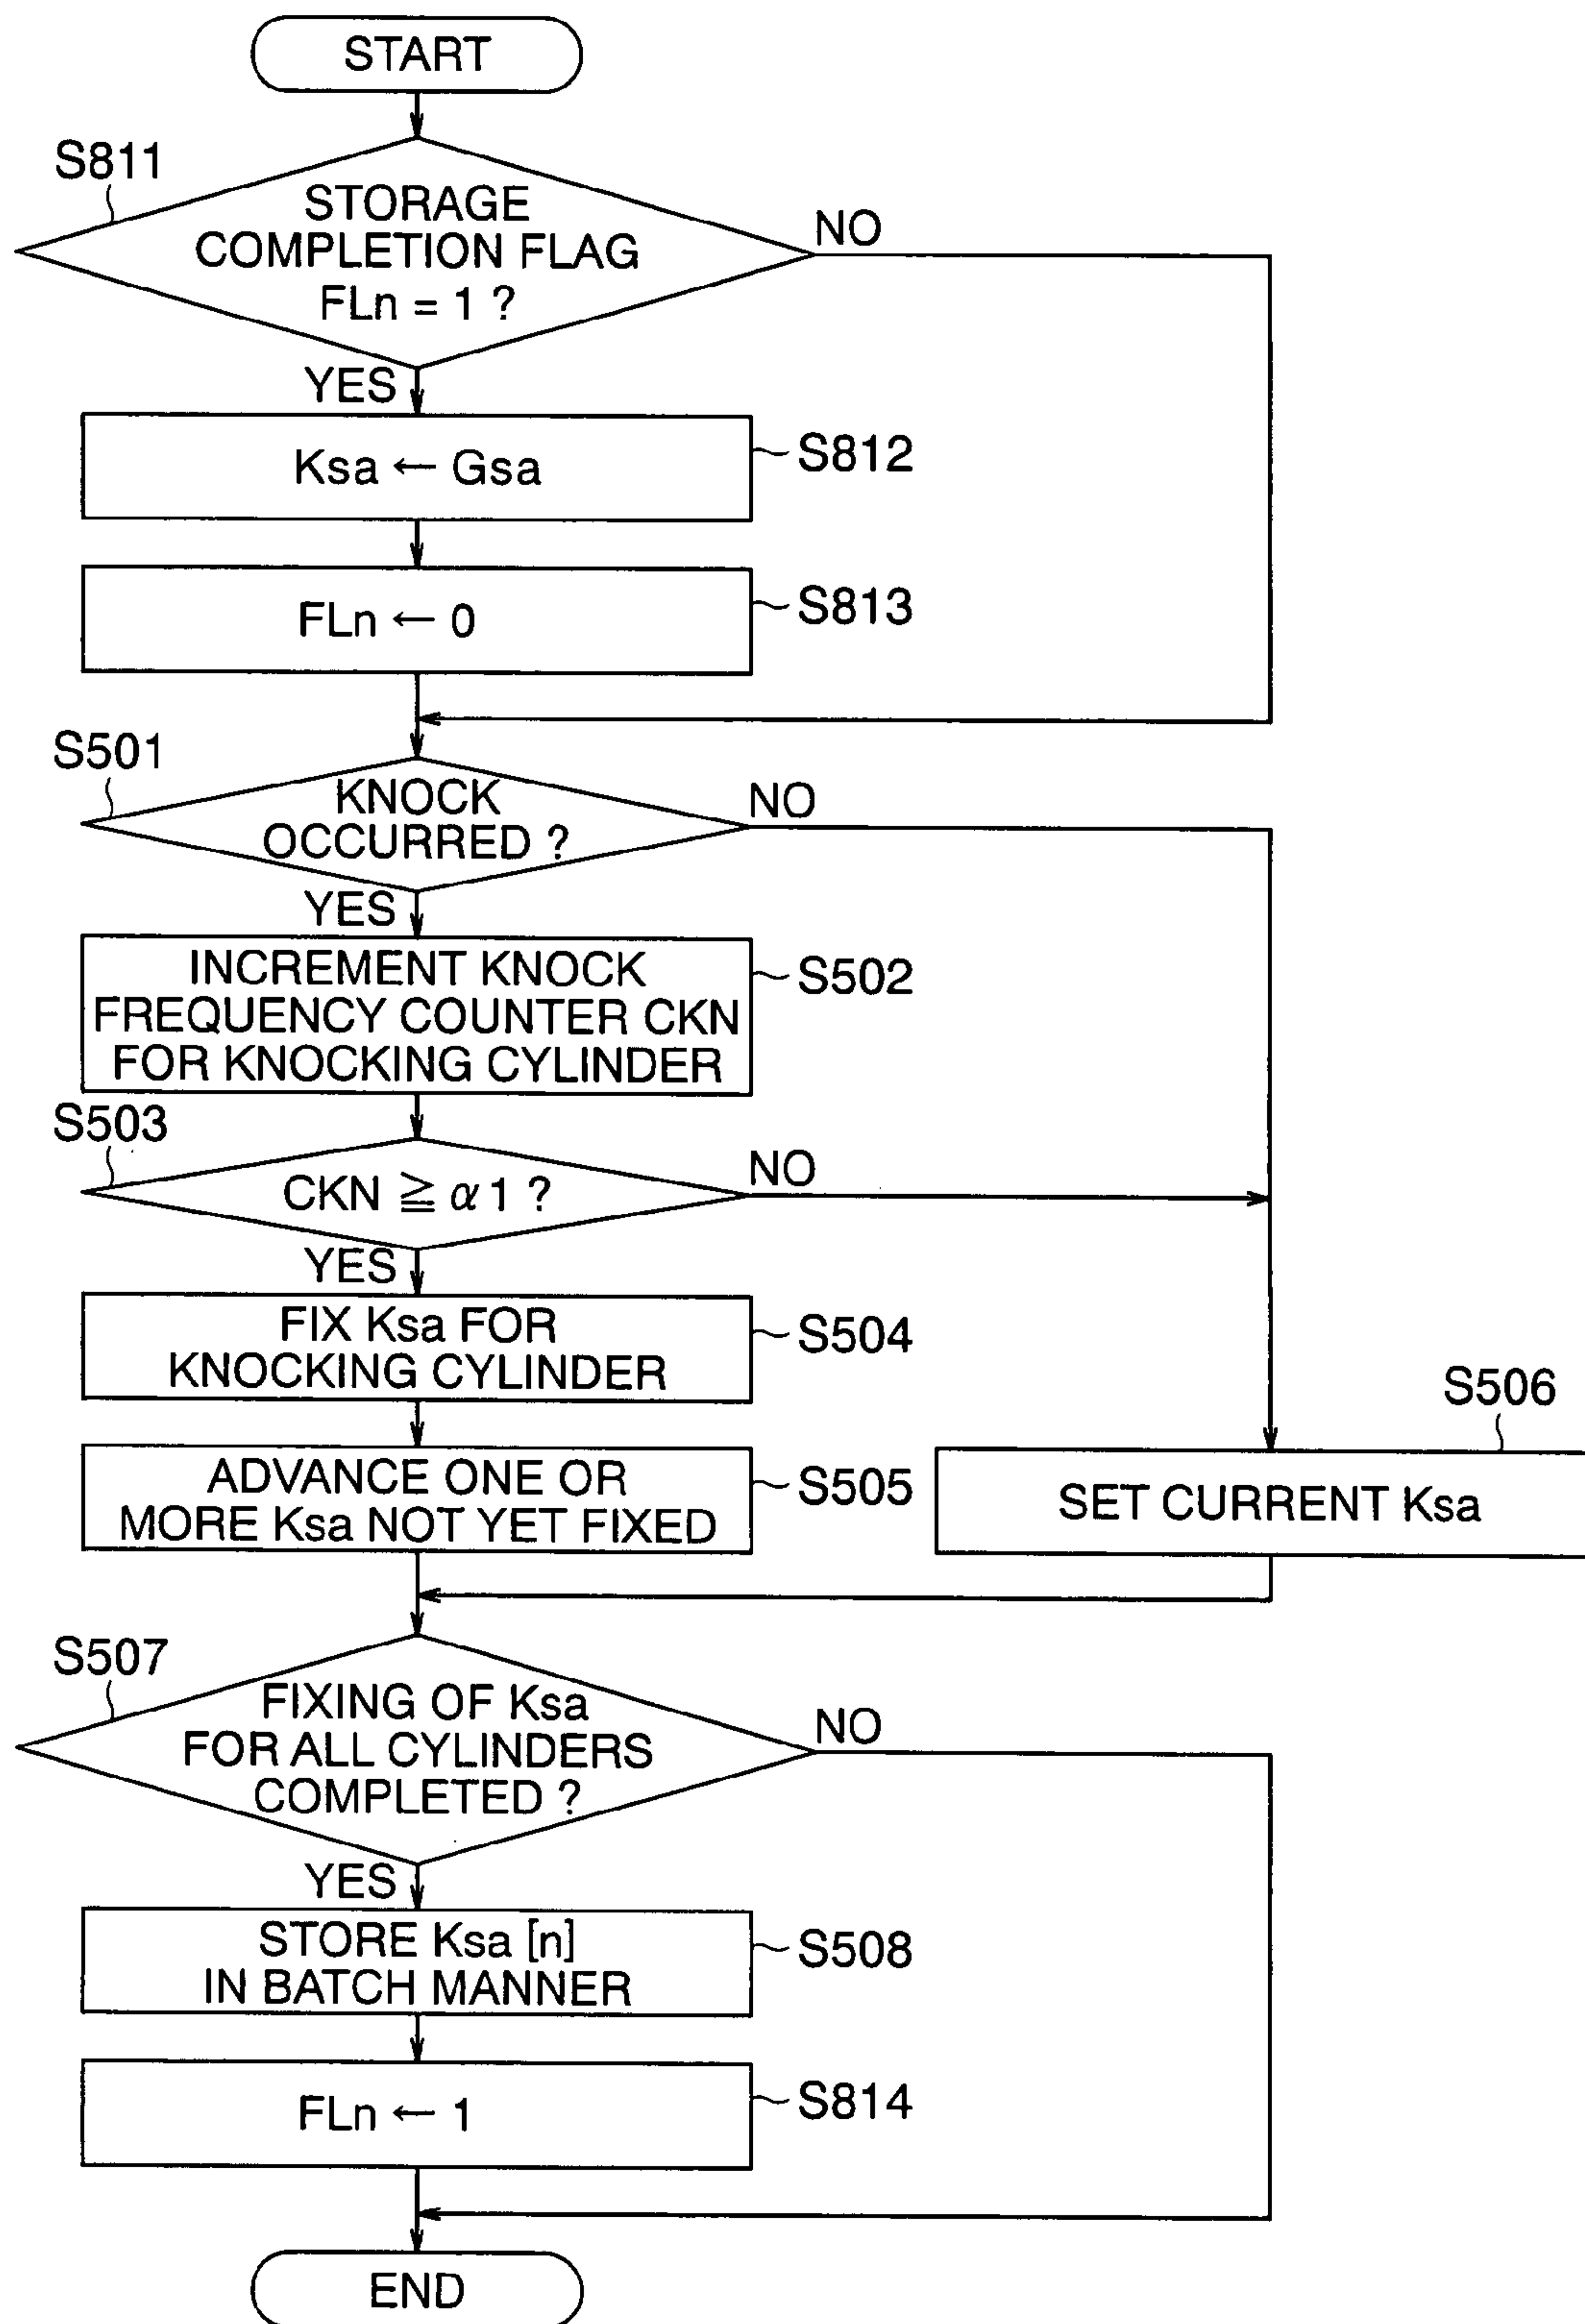 START
S811
STORAGE
COMPLETION FLAG
FLn = 1 ?
NO
YES
Ksa ← Gsa
S812
FLn ← 0
S813
S501
KNOCK
OCCURRED ?
NO
YES
INCREMENT KNOCK
FREQUENCY COUNTER CKN
FOR KNOCKING CYLINDER
S502
S503
CKN ≧ α1 ?
NO
YES
FIX Ksa FOR
KNOCKING CYLINDER
S504
ADVANCE ONE OR
MORE Ksa NOT YET FIXED
S505
S506
SET CURRENT Ksa
S507
FIXING OF Ksa
FOR ALL CYLINDERS
COMPLETED ?
NO
YES
STORE Ksa [n]
IN BATCH MANNER
S508
FLn ← 1
S814
END